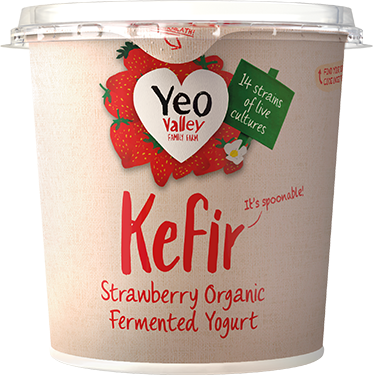 Yeo
Valley
FAMILY FARM
14 strains
of live
cultures
It's spoonable!
Kefir
Strawberry Organic
Fermented Yogurt